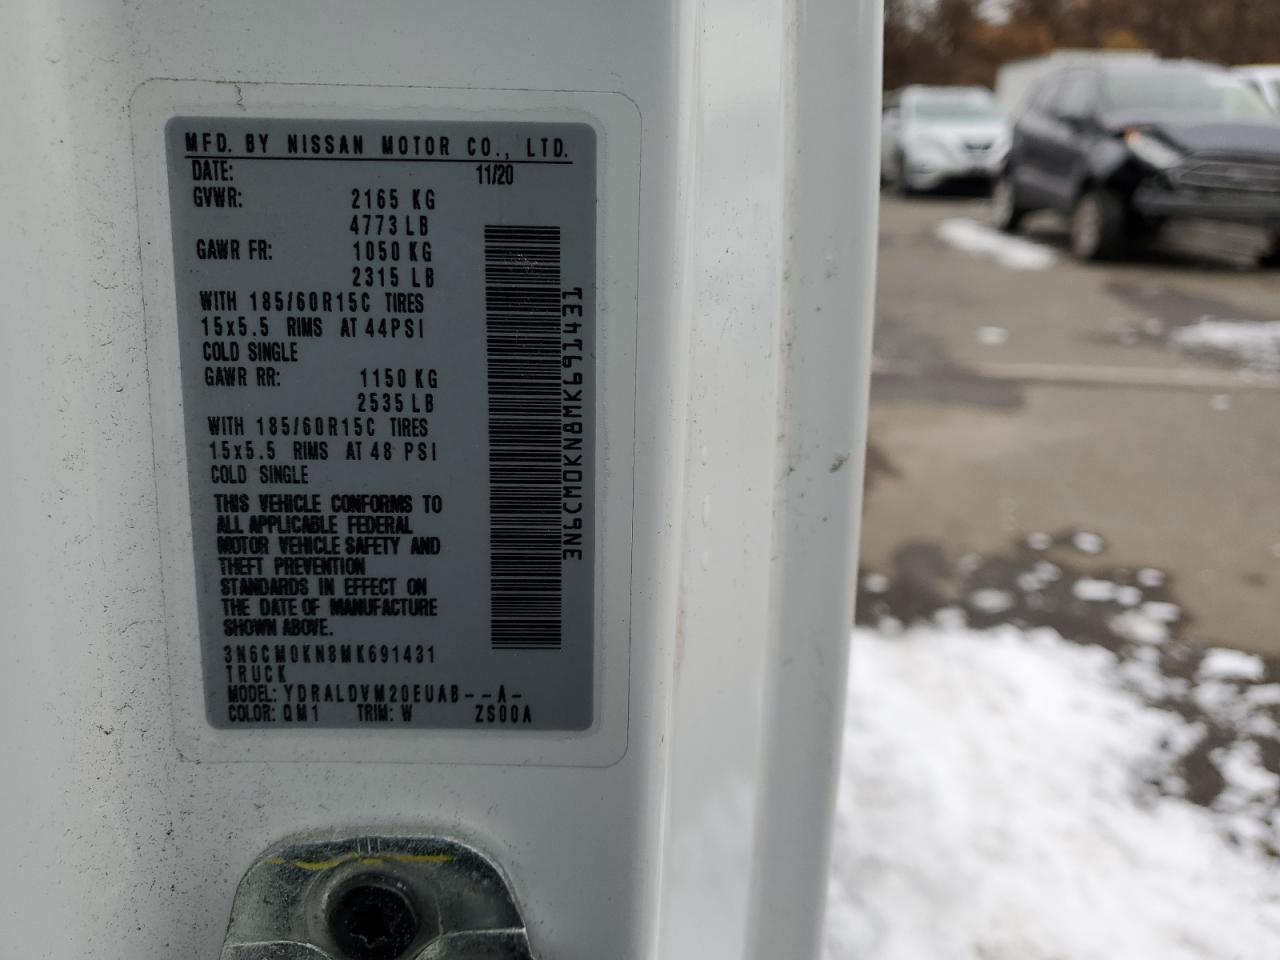 MFD. BY NISSAN MOTOR CO., LTD.
DATE: 11/20
GVWR: 2165 KG
4773 LB
GAWR FR: 1050 KG
2315 LB
WITH 185/60R15C TIRES
15x5.5 RIMS AT 44PSI
COLD SINGLE
GAWR RR: 1150 KG
2535 LB
WITH 185/60R15C TIRES
15x5.5 RIMS AT 48 PSI
COLD SINGLE
THIS VEHICLE CONFORMS TO
ALL APPLICABLE FEDERAL
MOTOR VEHICLE SAFETY AND
THEFT PREVENTION
STANDARDS IN EFFECT ON
THE DATE OF MANUFACTURE
SHOWN ABOVE.
3N6CM0KN8MK691431
TRUCK
MODEL: YDRALDVM20EUAB--A-
COLOR: QM1 TRIM: W ZS00A
3N6CM0KN8MK691431